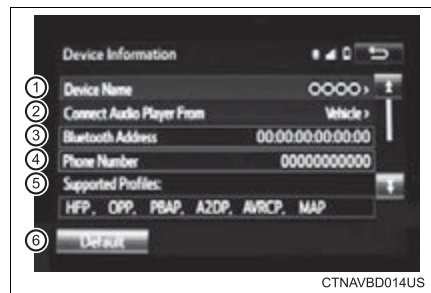 Device Information
1 Device Name OOOO >
2 Connect Audio Player From Vehicle >
3 Bluetooth Address 00:00:00:00:00:00
4 Phone Number 00000000000
5 Supported Profiles:
HFP, OPP, PBAP, A2DP, AVRCP, MAP
6 Default
CTNAVBD014US